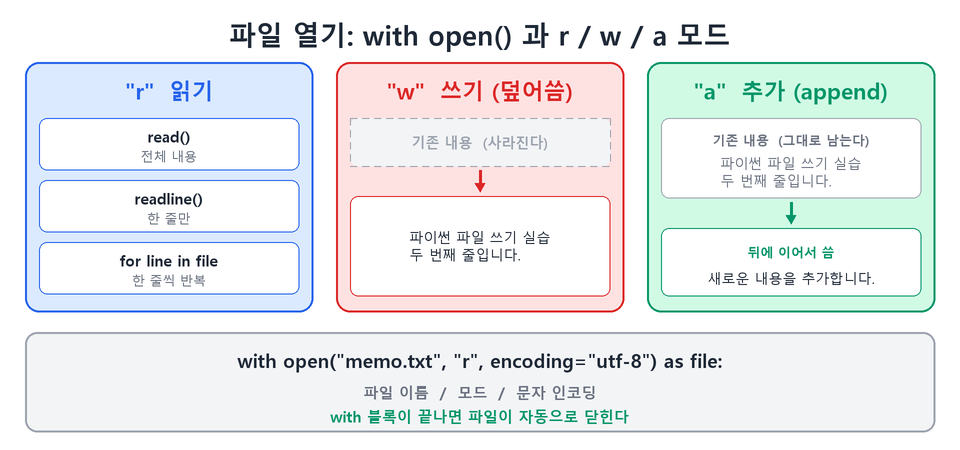 파일 열기: with open() 과 r / w / a 모드
"r" 읽기
read()
전체 내용
readline()
한 줄만
for line in file
한 줄씩 반복
"w" 쓰기 (덮어씀)
기존 내용 (사라진다)
파이썬 파일 쓰기 실습
두 번째 줄입니다.
"a" 추가 (append)
기존 내용 (그대로 남는다)
파이썬 파일 쓰기 실습
두 번째 줄입니다.
뒤에 이어서 씀
새로운 내용을 추가합니다.
with open("memo.txt", "r", encoding="utf-8") as file:
파일 이름 / 모드 / 문자 인코딩
with 블록이 끝나면 파일이 자동으로 닫힌다